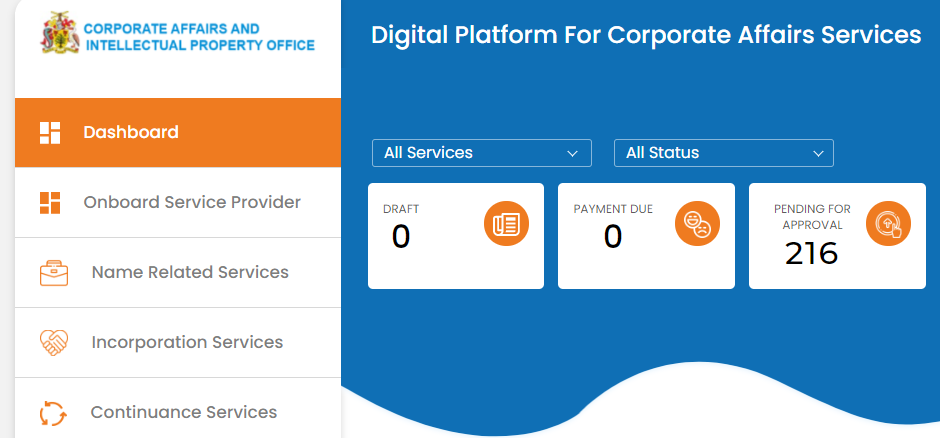 CORPORATE AFFAIRS AND
INTELLECTUAL PROPERTY OFFICE
Digital Platform For Corporate Affairs Services
Dashboard
Onboard Service Provider
Name Related Services
Incorporation Services
Continuance Services
All Services
All Status
DRAFT
0
PAYMENT DUE
0
PENDING FOR
APPROVAL
216